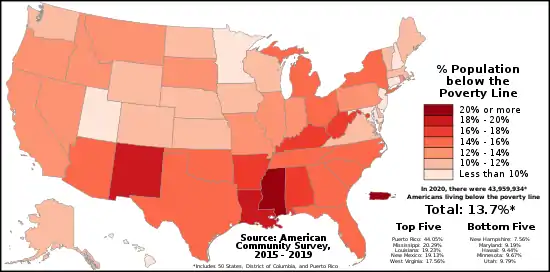 % Population
below the
Poverty Line
20% or more
18% - 20%
16% - 18%
14% - 16%
12% - 14%
10% - 12%
Less than 10%
In 2020, there were 43,959,934*
Americans living below the poverty line
Total: 13.7%*
Top Five
Puerto Rico: 44.05%
Mississippi: 20.29%
Louisiana: 19.23%
New Mexico: 19.13%
West Virginia: 17.56%
Bottom Five
New Hampshire: 7.56%
Maryland: 9.19%
Hawaii: 9.44%
Minnesota: 9.67%
Utah: 9.79%
Source: American
Community Survey,
2015 - 2019
*Includes 50 States, District of Columbia, and Puerto Rico